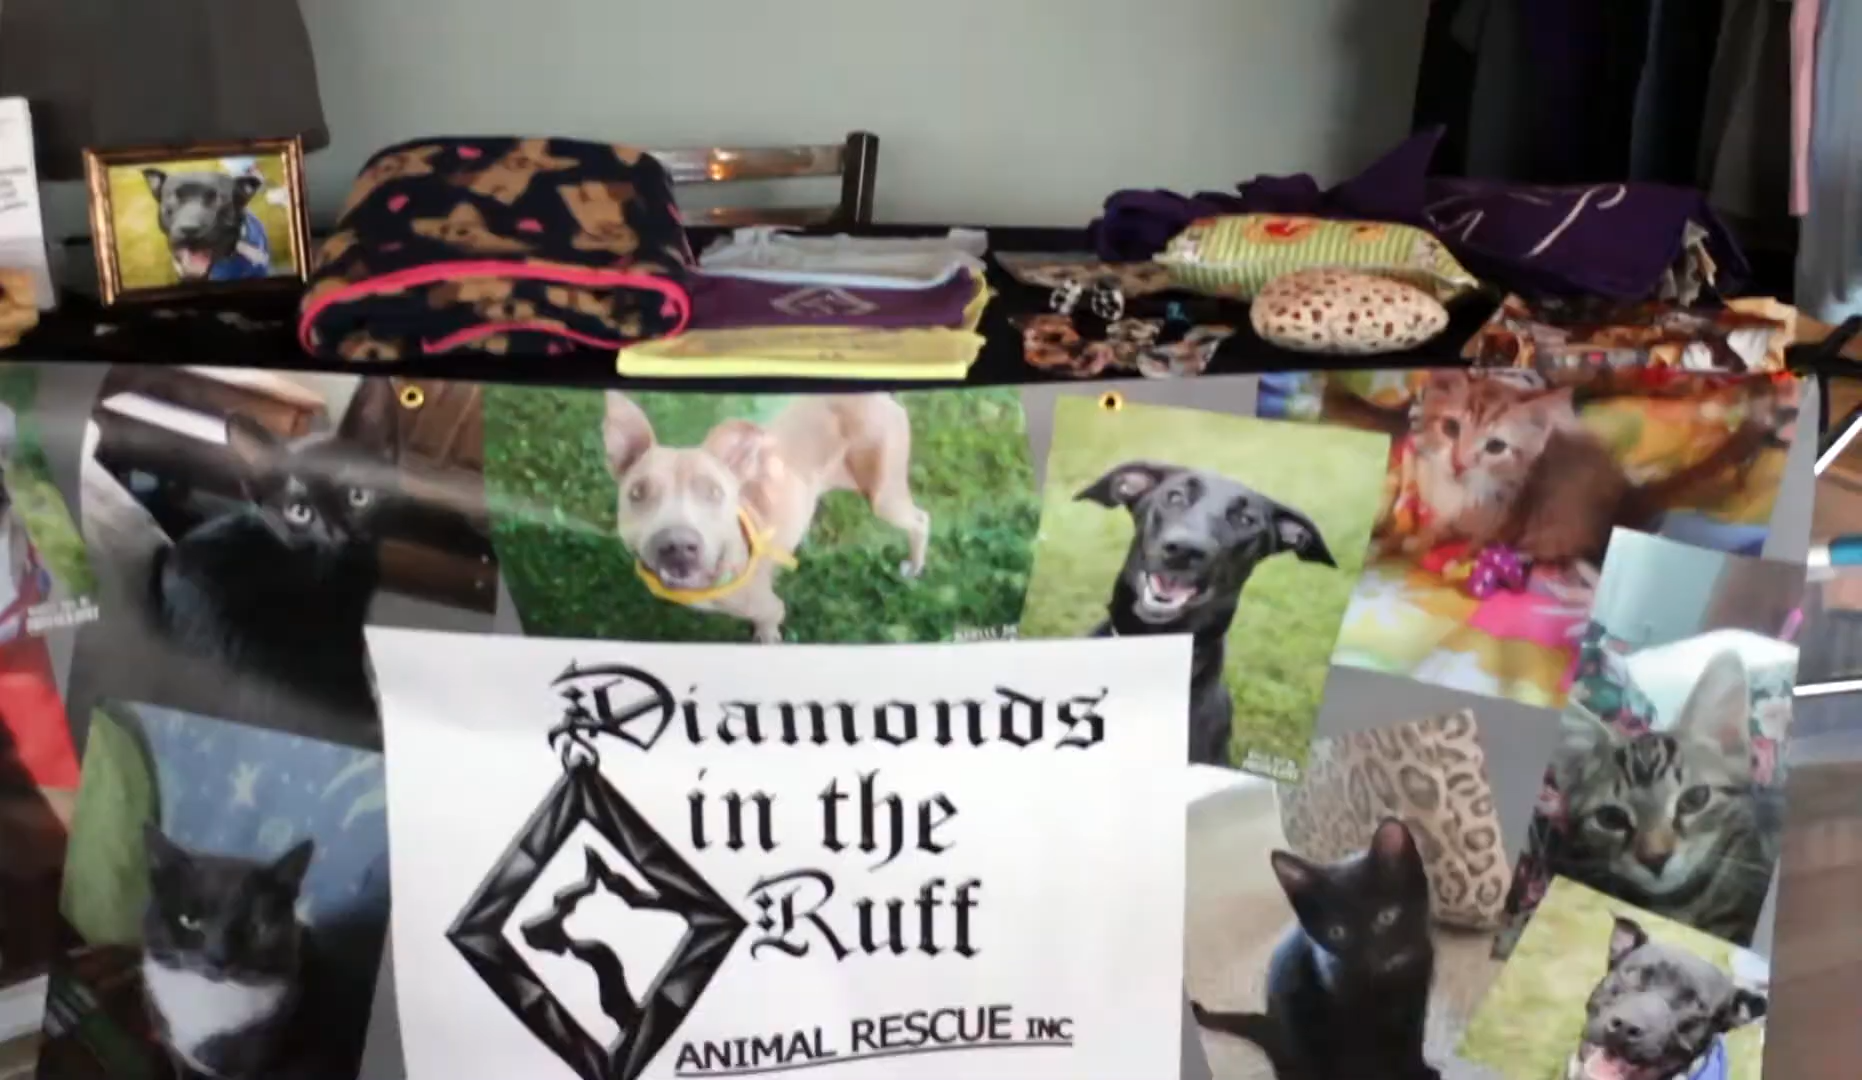 Diamonds
in the
Ruff
ANIMAL RESCUE INC